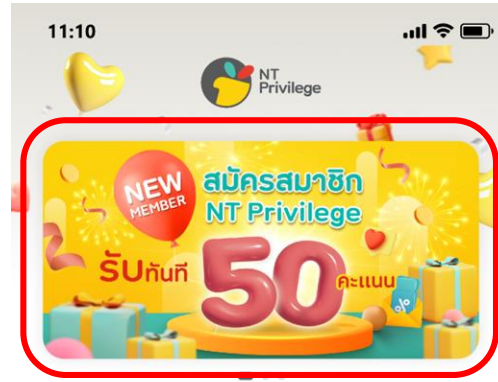 11:10
NT
Privilege
NEW
MEMBER
สมัครสมาชิก
NT Privilege
รับทันที
50
คะแนน
%